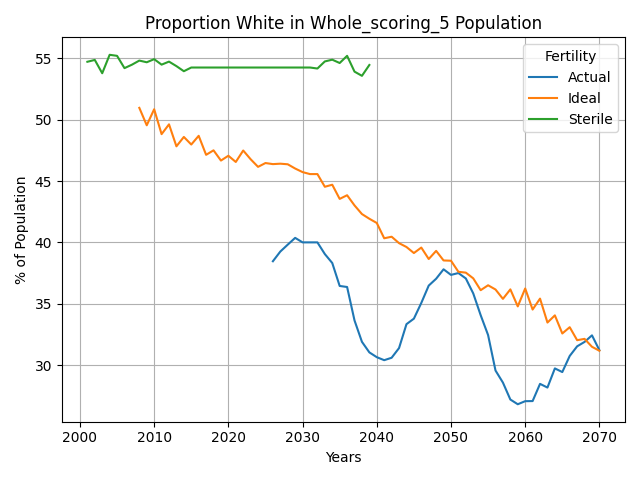 Proportion White in Whole_scoring_5 Population
Fertility
Actual
Ideal
Sterile
% of Population
55
50
45
40
35
30
2000
2010
2020
2030
2040
2050
2060
2070
Years